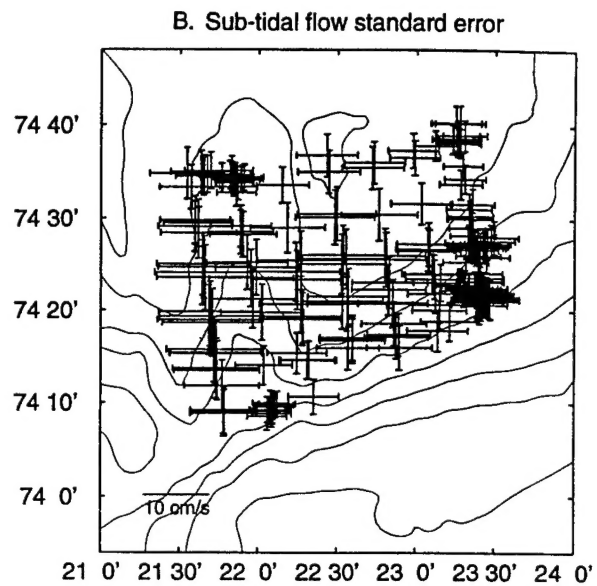 B. Sub-tidal flow standard error
74 40'
74 30'
74 20'
74 10'
74 0'
10 cm/s
21 0' 21 30' 22 0' 22 30' 23 0' 23 30' 24 0'